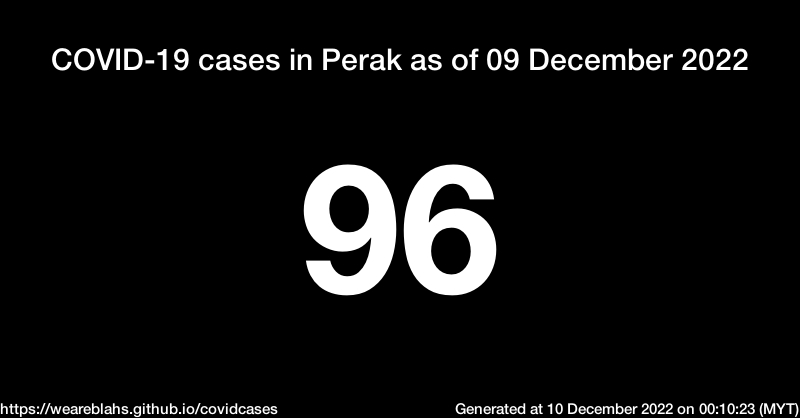 COVID-19 cases in Perak as of 09 December 2022
96
https://weareblahs.github.io/covidcases
Generated at 10 December 2022 on 00:10:23 (MYT)